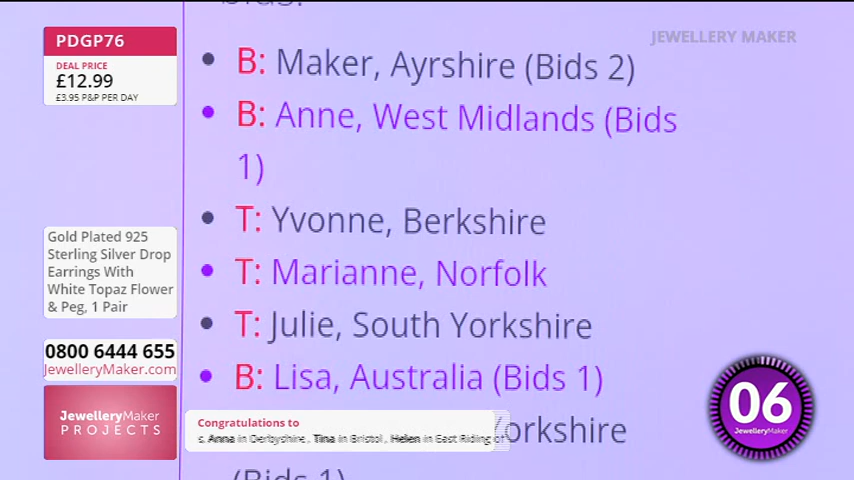 PDGP76
DEAL PRICE
£12.99
£3.95 P&P PER DAY
JEWELLERY MAKER
B: Maker, Ayrshire (Bids 2)
B: Anne, West Midlands (Bids
1)
T: Yvonne, Berkshire
T: Marianne, Norfolk
T: Julie, South Yorkshire
B: Lisa, Australia (Bids 1)
Yorkshire
(Bids 1)
Gold Plated 925
Sterling Silver Drop
Earrings With
White Topaz Flower
& Peg, 1 Pair
0800 6444 655
JewelleryMaker.com
JewelleryMaker
PROJECTS
Congratulations to
s, Anna in Derbyshire, Tina in Bristol, Helen in East Riding of
06
JewelleryMaker